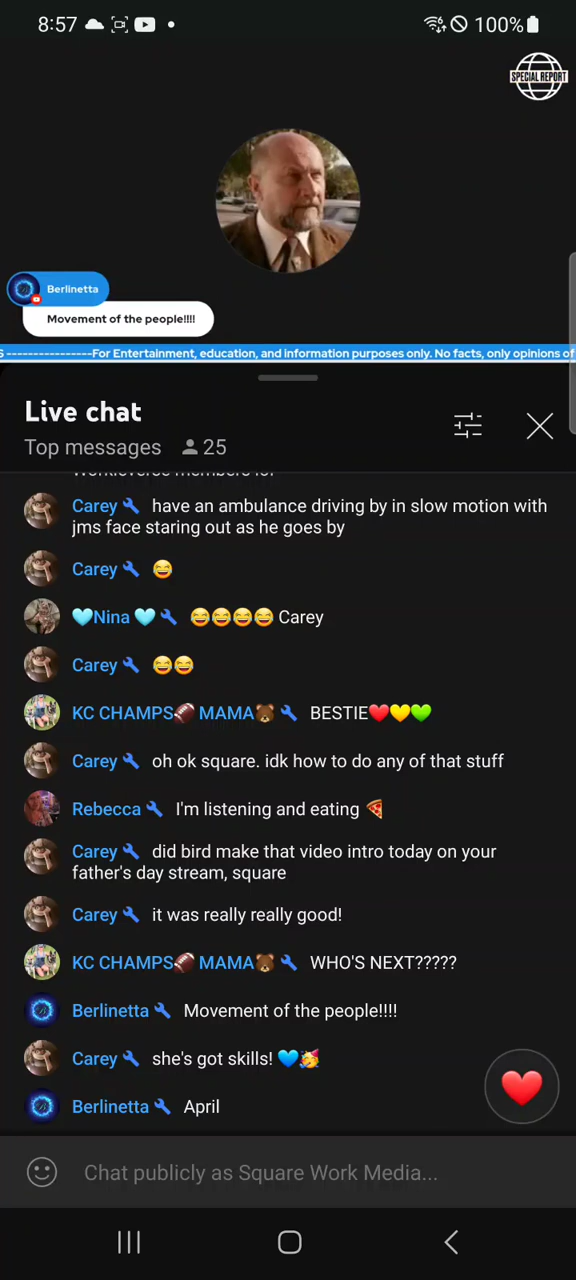 8:57
100%
SPECIAL REPORT
Berlinetta
Movement of the people!!!!
S ----------------For Entertainment, education, and information purposes only. No facts, only opinions of
Live chat
Top messages 25
Carey have an ambulance driving by in slow motion with
jms face staring out as he goes by
Carey 😂
🩵Nina 🩵 😂😂😂😂 Carey
Carey 😂😂
KC CHAMPS🏈 MAMA🐻 BESTIE❤️💛💚
Carey oh ok square. idk how to do any of that stuff
Rebecca I'm listening and eating 🍕
Carey did bird make that video intro today on your
father's day stream, square
Carey it was really really good!
KC CHAMPS🏈 MAMA🐻 WHO'S NEXT?????
Berlinetta Movement of the people!!!!
Carey she's got skills! 💙🥳
Berlinetta April
Chat publicly as Square Work Media...